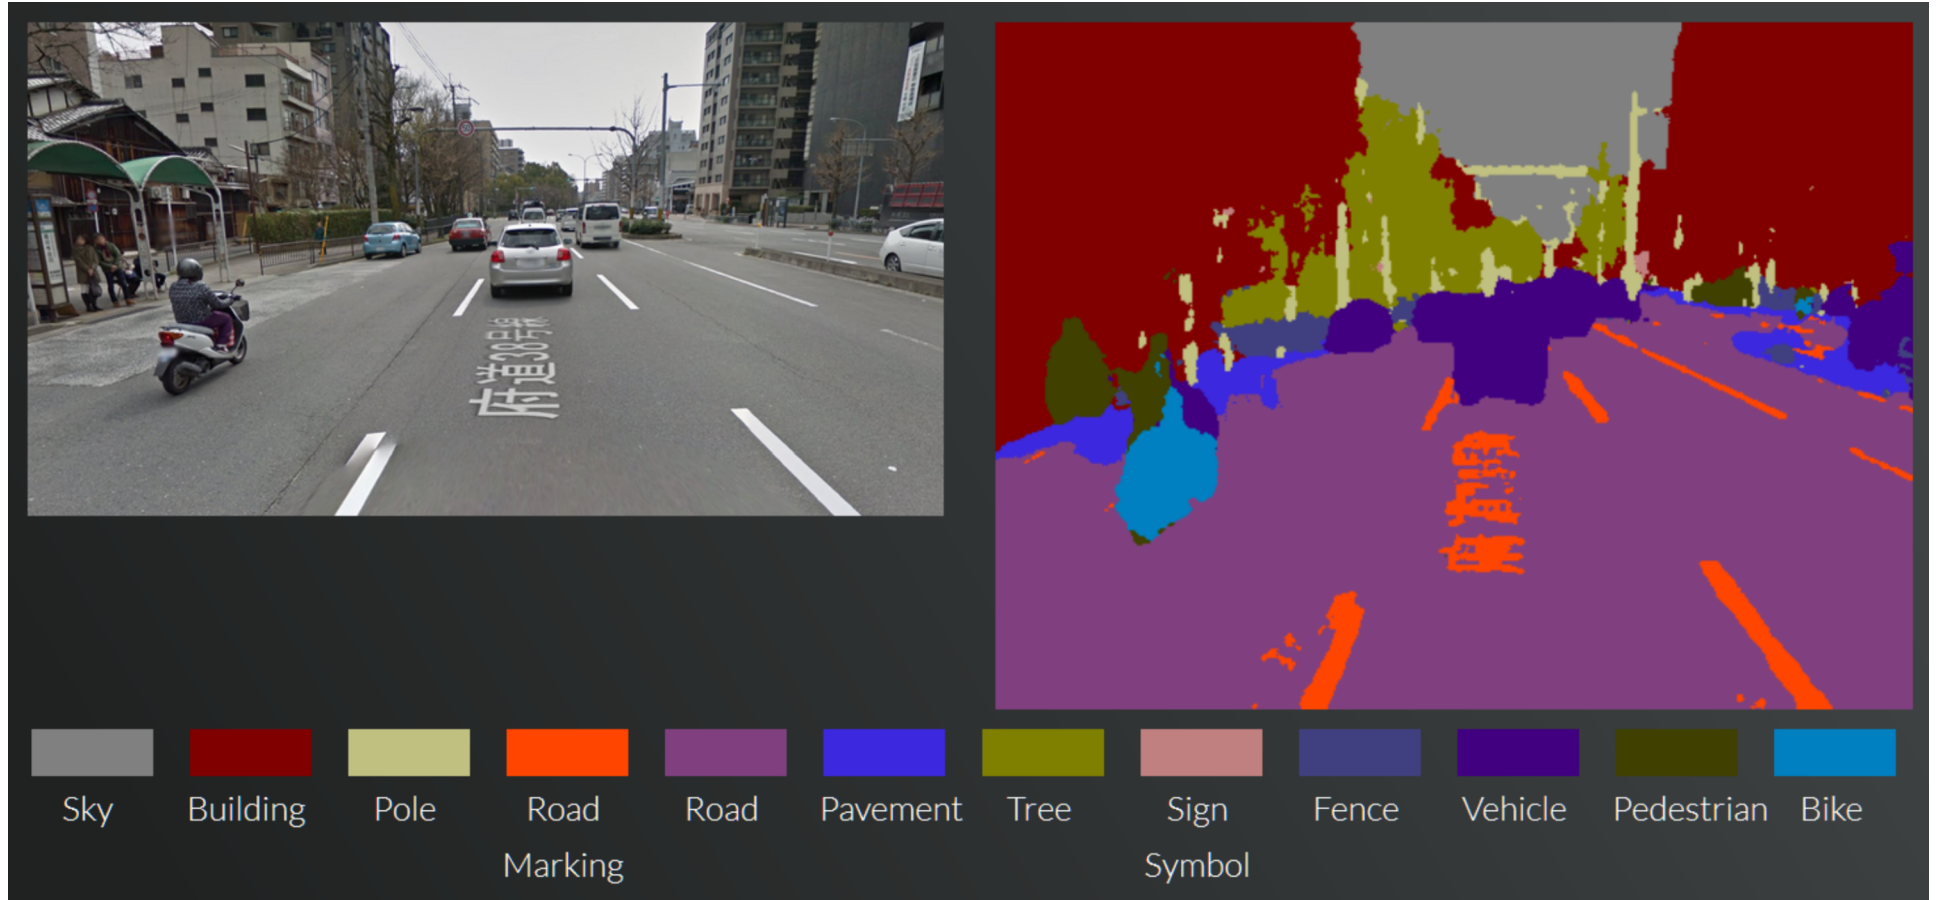 府道38号線
Sky
Building
Pole
Road Marking
Road
Pavement
Tree
Sign Symbol
Fence
Vehicle
Pedestrian
Bike